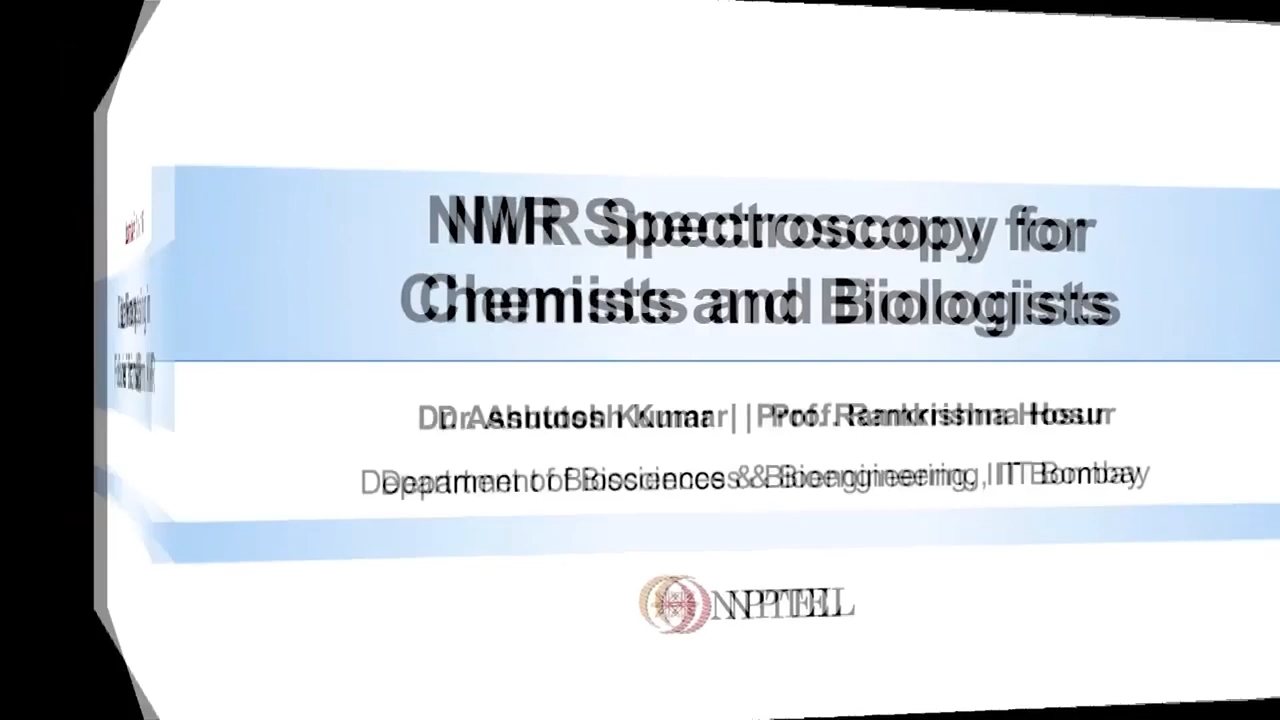 NMR Spectroscopy for
Chemists and Biologists
Dr. Ashutosh Kumar | Prof. Ramkrishna Hosur
Department of Biosciences & Bioengineering, IIT Bombay
NPTEL